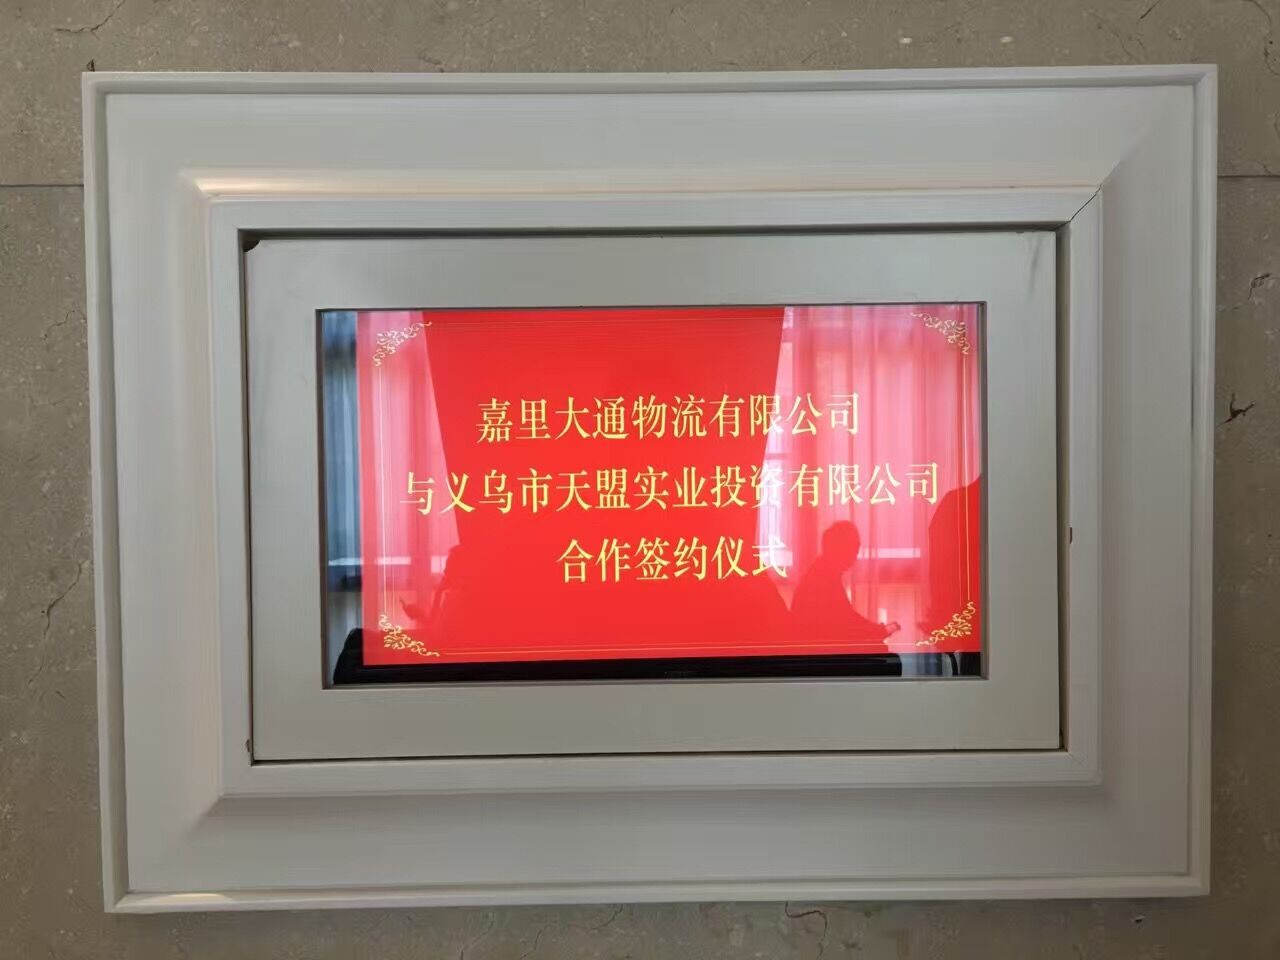 嘉里大通物流有限公司
与义乌市天盟实业投资有限公司
合作签约仪式